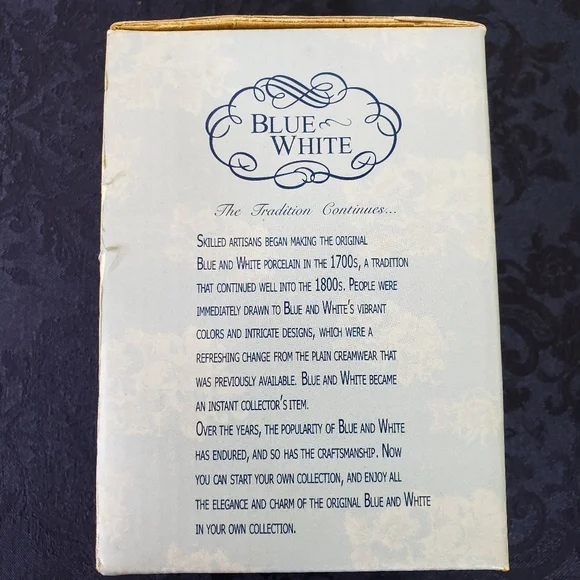 BLUE
WHITE
The Tradition Continues...
SKILLED ARTISANS BEGAN MAKING THE ORIGINAL
BLUE AND WHITE PORCELAIN IN THE 1700S, A TRADITION
THAT CONTINUED WELL INTO THE 1800S. PEOPLE WERE
IMMEDIATELY DRAWN TO BLUE AND WHITE'S VIBRANT
COLORS AND INTRICATE DESIGNS, WHICH WERE A
REFRESHING CHANGE FROM THE PLAIN CREAMWEAR THAT
WAS PREVIOUSLY AVAILABLE. BLUE AND WHITE BECAME
AN INSTANT COLLECTOR'S ITEM.
OVER THE YEARS, THE POPULARITY OF BLUE AND WHITE
HAS ENDURED, AND SO HAS THE CRAFTSMANSHIP. NOW
YOU CAN START YOUR OWN COLLECTION, AND ENJOY ALL
THE ELEGANCE AND CHARM OF THE ORIGINAL BLUE AND WHITE
IN YOUR OWN COLLECTION.